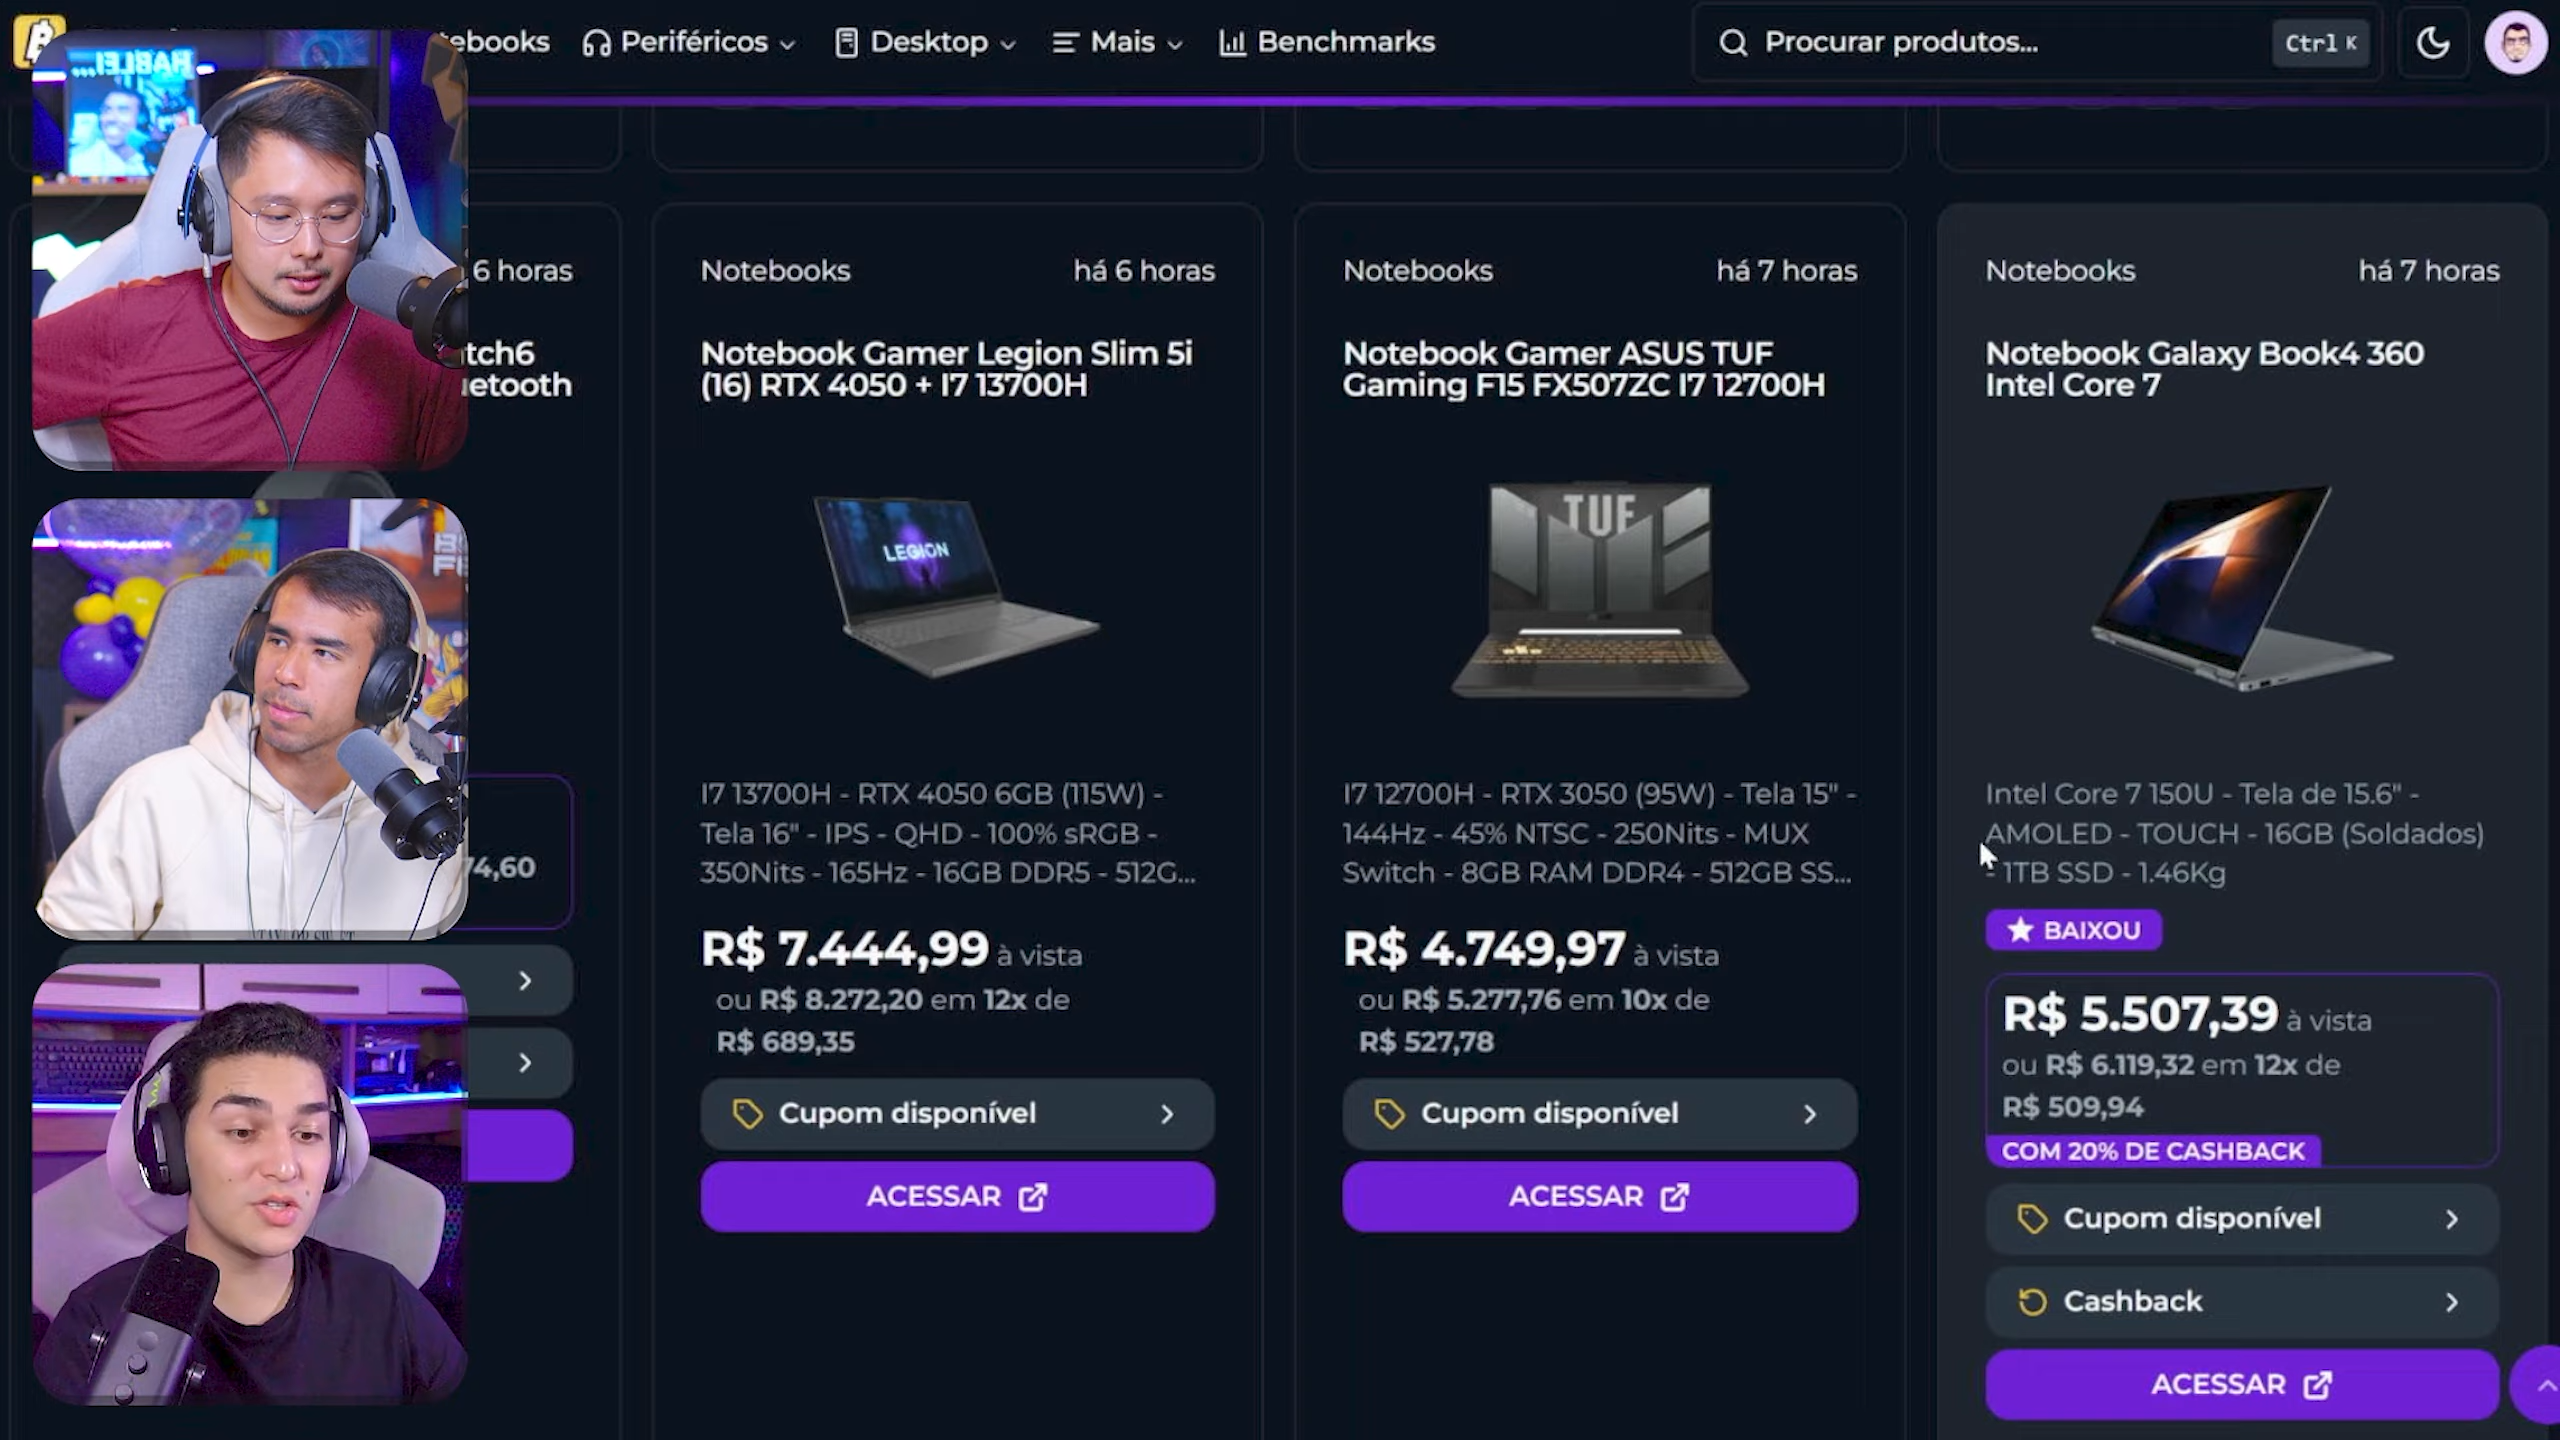 ebooks
Periféricos
Desktop
Mais
Benchmarks
Procurar produtos...
Ctrl K
6 horas
tch6
uetooth
74,60
Notebooks
há 6 horas
Notebook Gamer Legion Slim 5i
(16) RTX 4050 + I7 13700H
LEGION
I7 13700H - RTX 4050 6GB (115W) -
Tela 16" - IPS - QHD - 100% sRGB -
350Nits - 165Hz - 16GB DDR5 - 512G...
R$ 7.444,99 à vista
ou R$ 8.272,20 em 12x de
R$ 689,35
Cupom disponível
ACESSAR
Notebooks
há 7 horas
Notebook Gamer ASUS TUF
Gaming F15 FX507ZC I7 12700H
TUF
I7 12700H - RTX 3050 (95W) - Tela 15" -
144Hz - 45% NTSC - 250Nits - MUX
Switch - 8GB RAM DDR4 - 512GB SS...
R$ 4.749,97 à vista
ou R$ 5.277,76 em 10x de
R$ 527,78
Cupom disponível
ACESSAR
Notebooks
há 7 horas
Notebook Galaxy Book4 360
Intel Core 7
Intel Core 7 150U - Tela de 15.6" -
AMOLED - TOUCH - 16GB (Soldados)
- 1TB SSD - 1.46Kg
BAIXOU
R$ 5.507,39 à vista
ou R$ 6.119,32 em 12x de
R$ 509,94
COM 20% DE CASHBACK
Cupom disponível
Cashback
ACESSAR